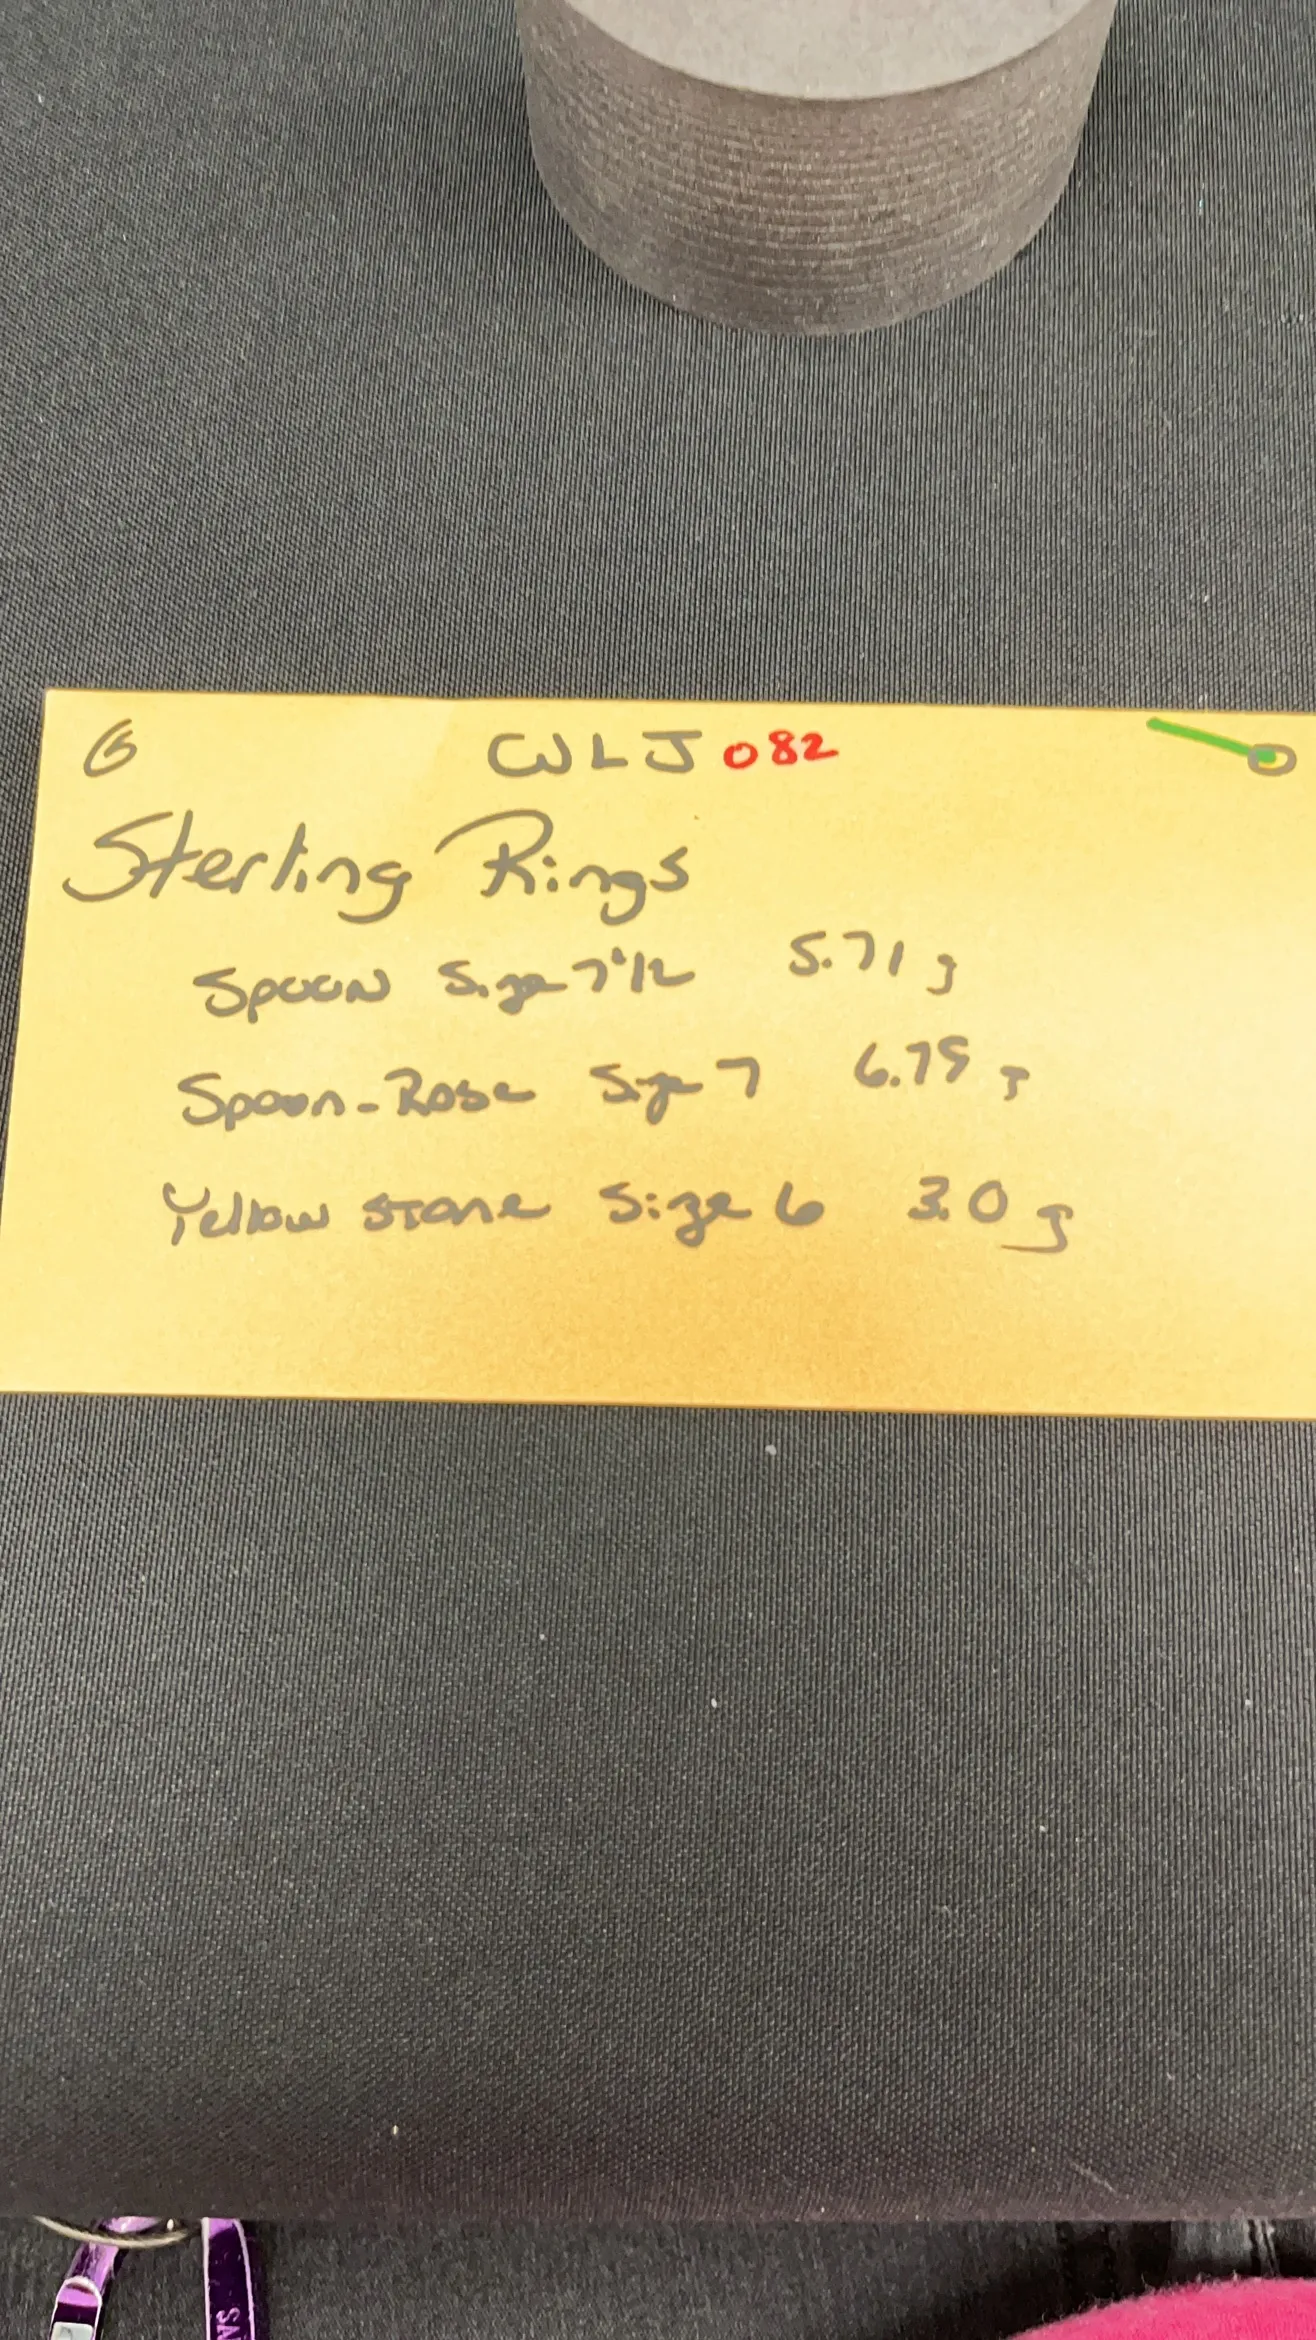 6 CWLJ 082
Sterling Rings
Spoon Size 7 1/2 5.71 g
Spoon-Rose Size 7 6.75 g
Yellow stone Size 6 3.0 g